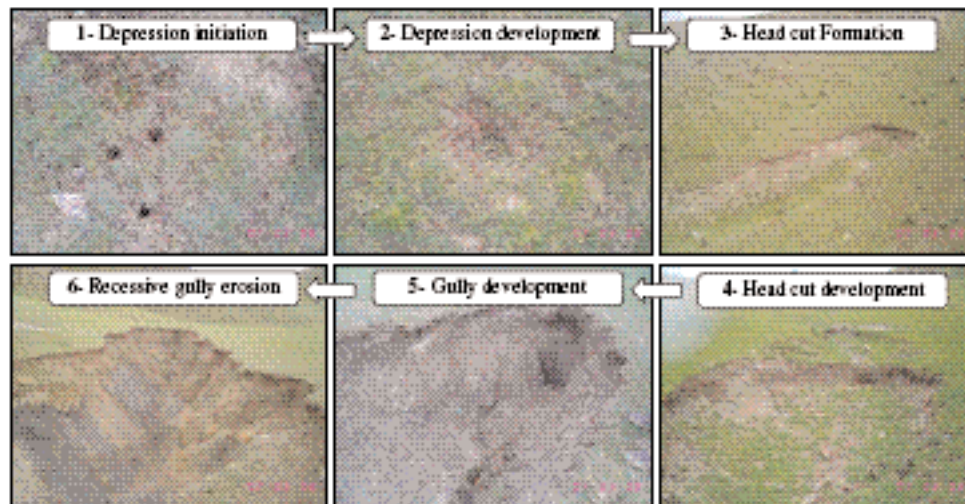 1- Depression initiation
2- Depression development
3- Head cut Formation
4- Head cut development
5- Gully development
6- Recessive gully erosion